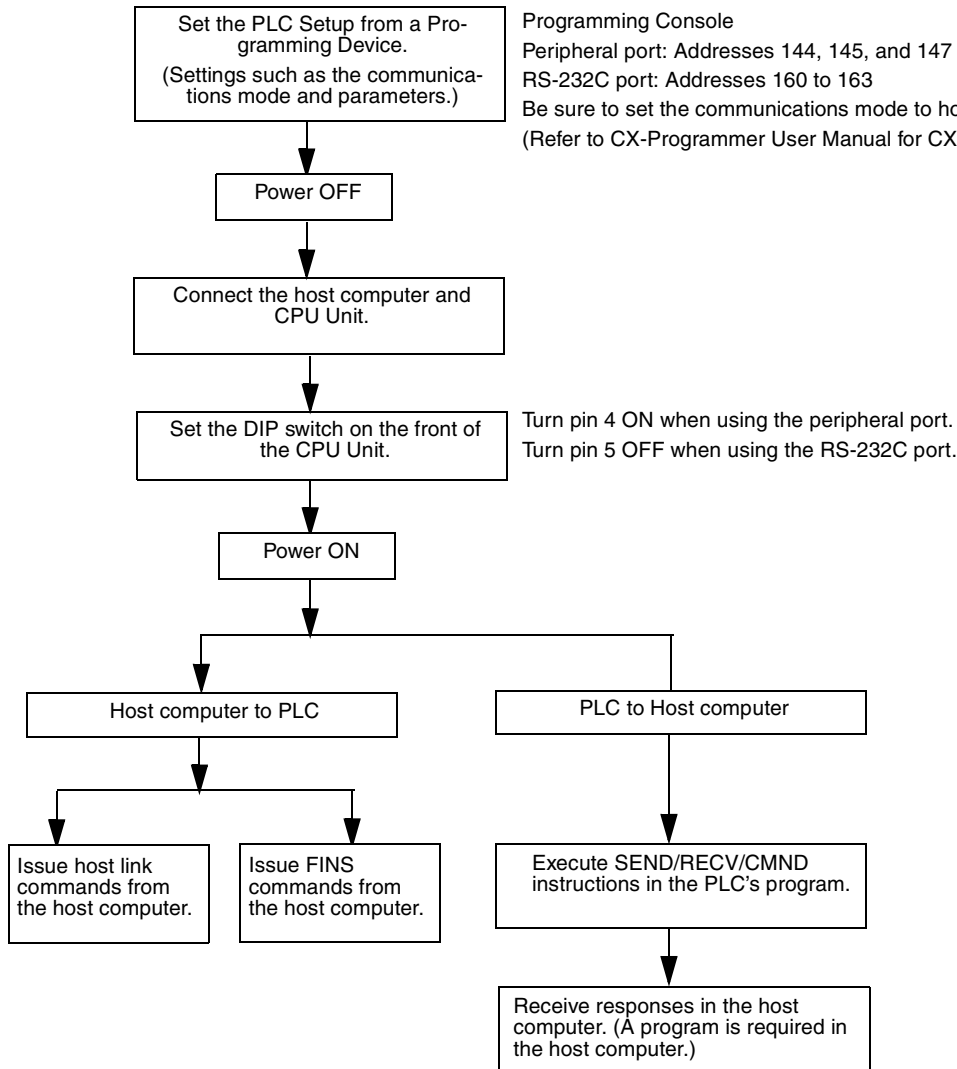 Set the PLC Setup from a Pro-
gramming Device.
(Settings such as the communica-
tions mode and parameters.)
Programming Console
Peripheral port: Addresses 144, 145, and 147
RS-232C port: Addresses 160 to 163
Be sure to set the communications mode to
(Refer to CX-Programmer User Manual for CX
Power OFF
Connect the host computer and
CPU Unit.
Set the DIP switch on the front of
the CPU Unit.
Turn pin 4 ON when using the peripheral port.
Turn pin 5 OFF when using the RS-232C port.
Power ON
Host computer to PLC
PLC to Host computer
Issue host link
commands from
the host computer.
Issue FINS
commands from
the host computer.
Execute SEND/RECV/CMND
instructions in the PLC's program.
Receive responses in the host
computer. (A program is required in
the host computer.)